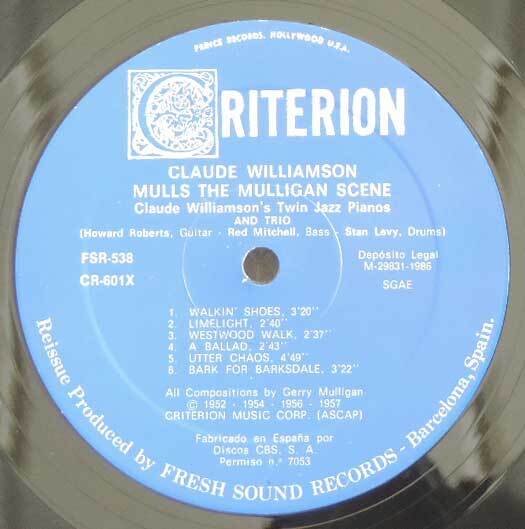 PERICE RECORDS, HOLLYWOOD U.S.A.
CRITERION
CLAUDE WILLIAMSON
MULLS THE MULLIGAN SCENE
Claude Williamson's Twin Jazz Pianos
AND TRIO
(Howard Roberts, Guitar - Red Mitchell, Bass - Stan Levy, Drums)
FSR-538
CR-601X
Depósito Legal
M-29831-1986
SGAE
1. WALKIN' SHOES, 3'20''
2. LIMELIGHT, 2'40''
3. WESTWOOD WALK, 2'37''
4. A BALLAD, 2'43''
5. UTTER CHAOS, 4'49''
6. BARK FOR BARKSDALE, 3'22''
All Compositions by Gerry Mulligan
© 1952 - 1954 - 1956 - 1957
CRITERION MUSIC CORP. (ASCAP)
Fabricado en España por
Discos CBS, S. A.
Permiso n.º 7053
Reissue Produced by FRESH SOUND RECORDS - Barcelona, Spain.